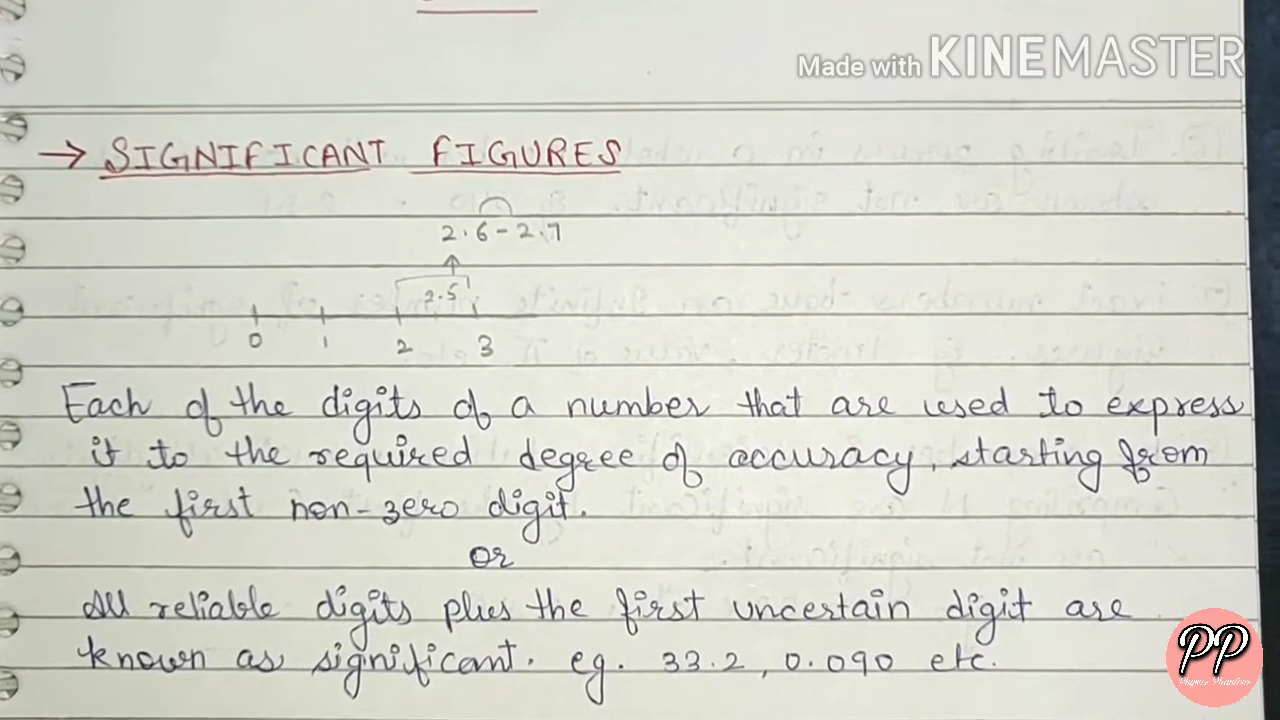 Made with KINEMASTER
→ SIGNIFICANT FIGURES
2.6 - 2.7
2.5
0 1 2 3
Each of the digits of a number that are used to express
it to the required degree of accuracy, starting from
the first non-zero digit.
or
All reliable digits plus the first uncertain digit are
known as significant. eg. 33.2, 0.090 etc.
PP